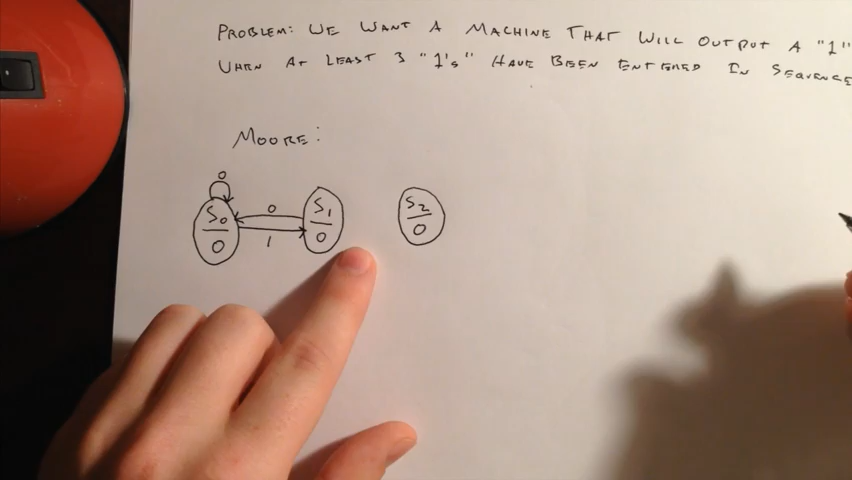 PROBLEM: WE WANT A MACHINE THAT WILL OUTPUT A "1"
WHEN AT LEAST 3 "1's" HAVE BEEN ENTERED IN SEQUENCE
MOORE:
0
S0
0
0
1
S1
0
S2
0